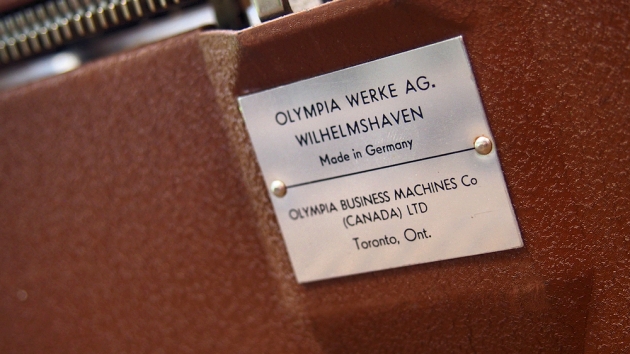 OLYMPIA WERKE AG.
WILHELMSHAVEN
Made in Germany
OLYMPIA BUSINESS MACHINES Co
(CANADA) LTD
Toronto, Ont.